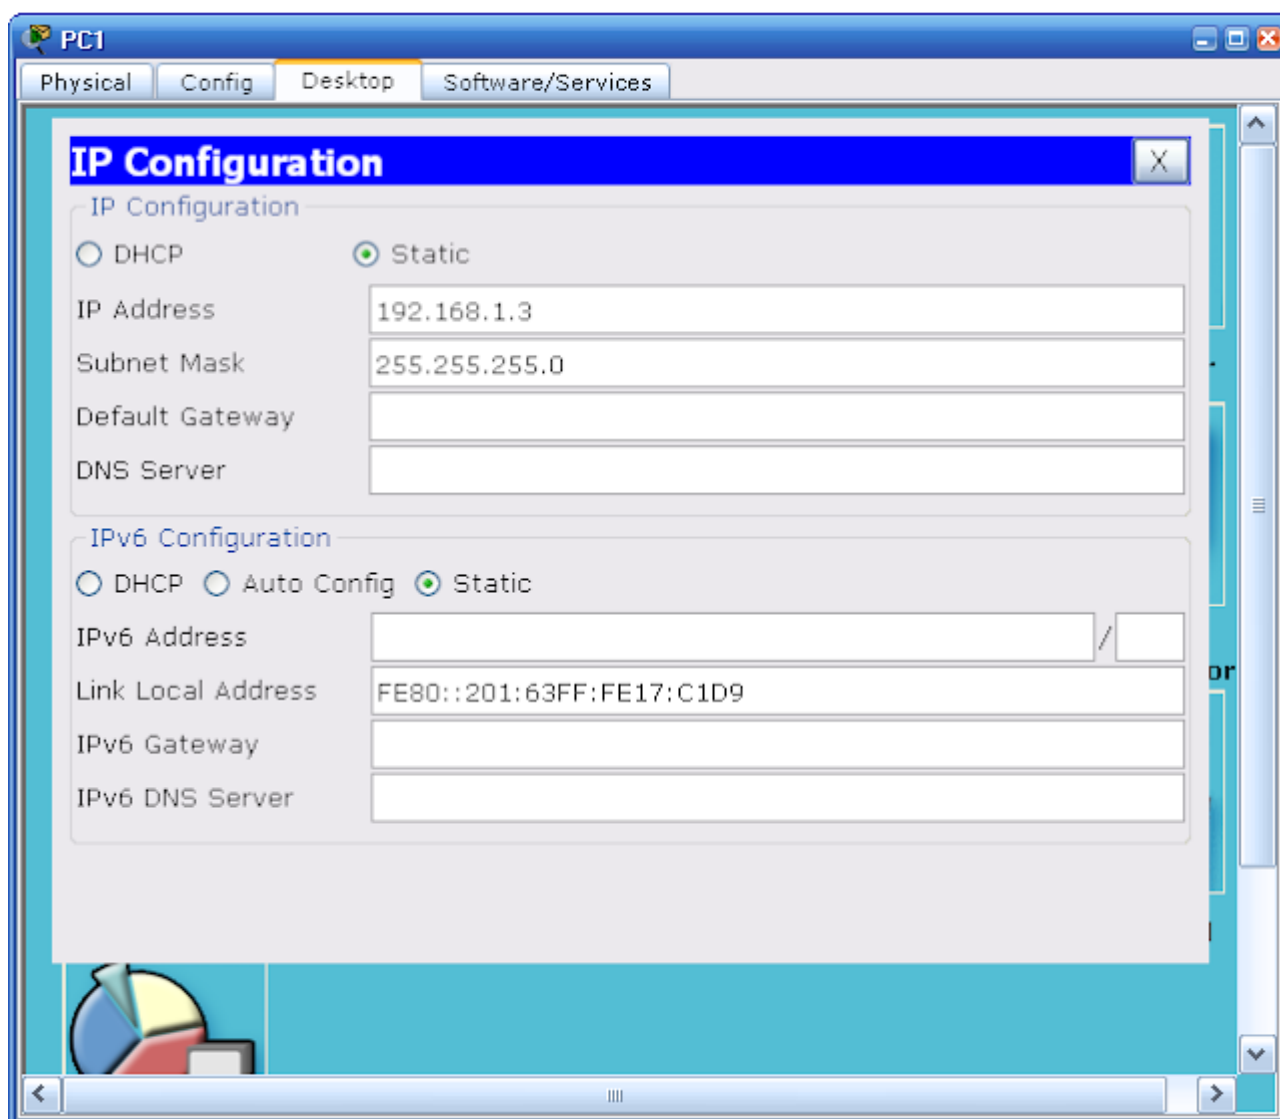 PC1
Physical Config Desktop Software/Services
IP Configuration X
IP Configuration
DHCP Static
IP Address 192.168.1.3
Subnet Mask 255.255.255.0
Default Gateway
DNS Server
IPv6 Configuration
DHCP Auto Config Static
IPv6 Address /
or
Link Local Address FE80::201:63FF:FE17:C1D9
IPv6 Gateway
IPv6 DNS Server